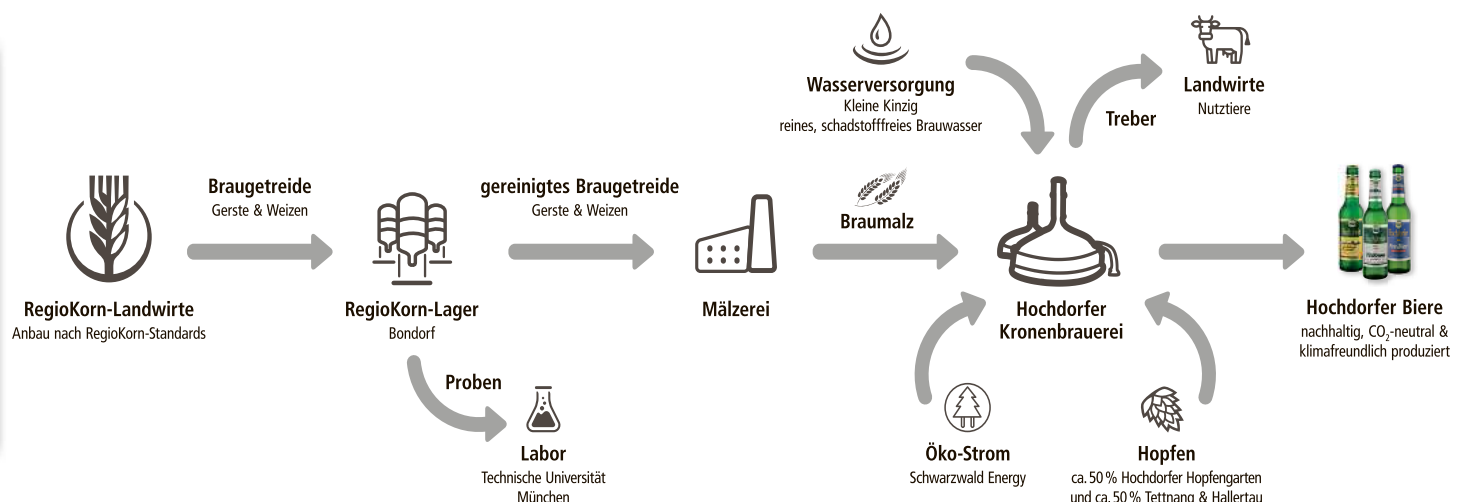 Wasserversorgung
Kleine Kinzig
reines, schadstofffreies Brauwasser
Treber
Landwirte
Nutztiere
Braugetreide
Gerste & Weizen
gereinigtes Braugetreide
Gerste & Weizen
Braumalz
RegioKorn-Landwirte
Anbau nach RegioKorn-Standards
RegioKorn-Lager
Bondorf
Mälzerei
Hochdorfer
Kronenbrauerei
Hochdorfer Biere
nachhaltig, CO2-neutral &
klimafreundlich produziert
Proben
Labor
Technische Universität
München
Öko-Strom
Schwarzwald Energy
Hopfen
ca. 50 % Hochdorfer Hopfengarten
und ca. 50 % Tettnang & Hallertau